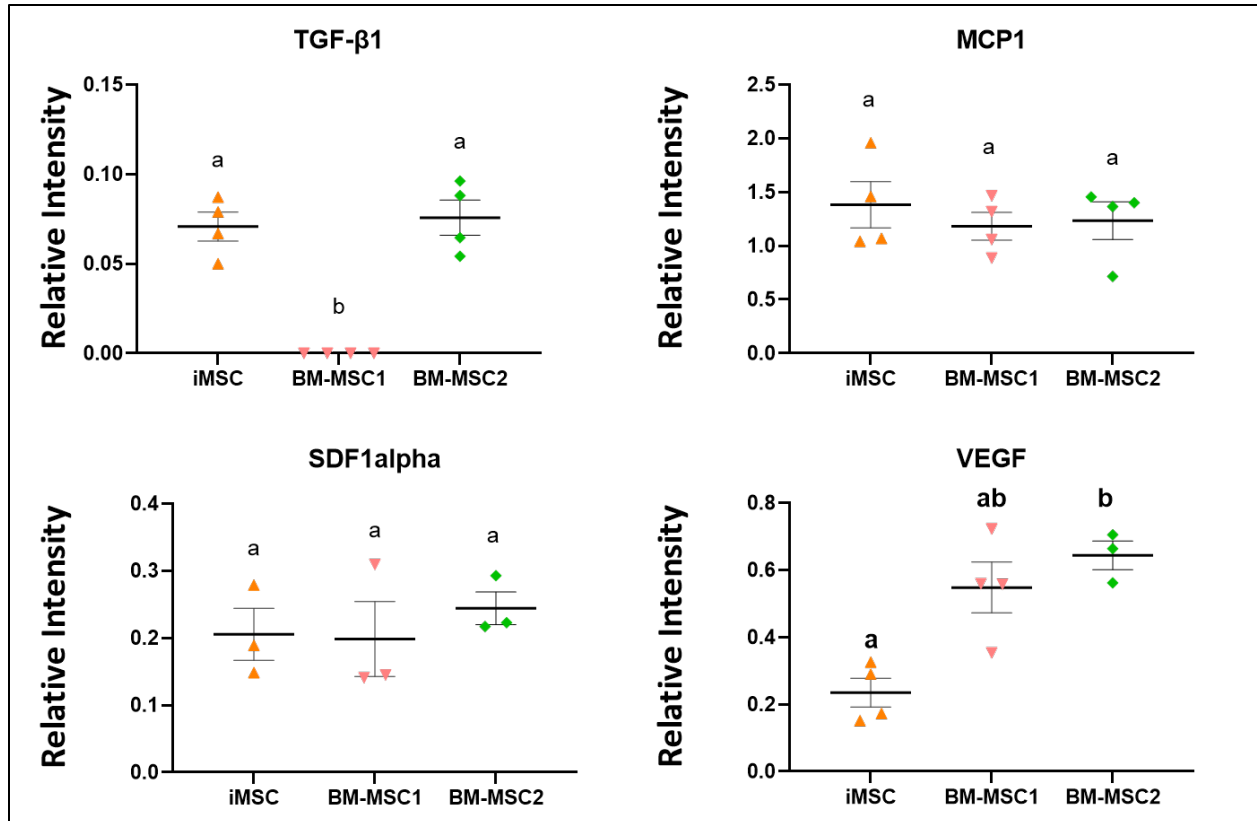 TGF-β1
Relative Intensity
0.15
0.10
0.05
0.00
a
b
a
iMSC
BM-MSC1
BM-MSC2
MCP1
Relative Intensity
2.5
2.0
1.5
1.0
0.5
0.0
a
a
a
iMSC
BM-MSC1
BM-MSC2
SDF1alpha
Relative Intensity
0.4
0.3
0.2
0.1
0.0
a
a
a
iMSC
BM-MSC1
BM-MSC2
VEGF
Relative Intensity
0.8
0.6
0.4
0.2
0.0
a
ab
b
iMSC
BM-MSC1
BM-MSC2